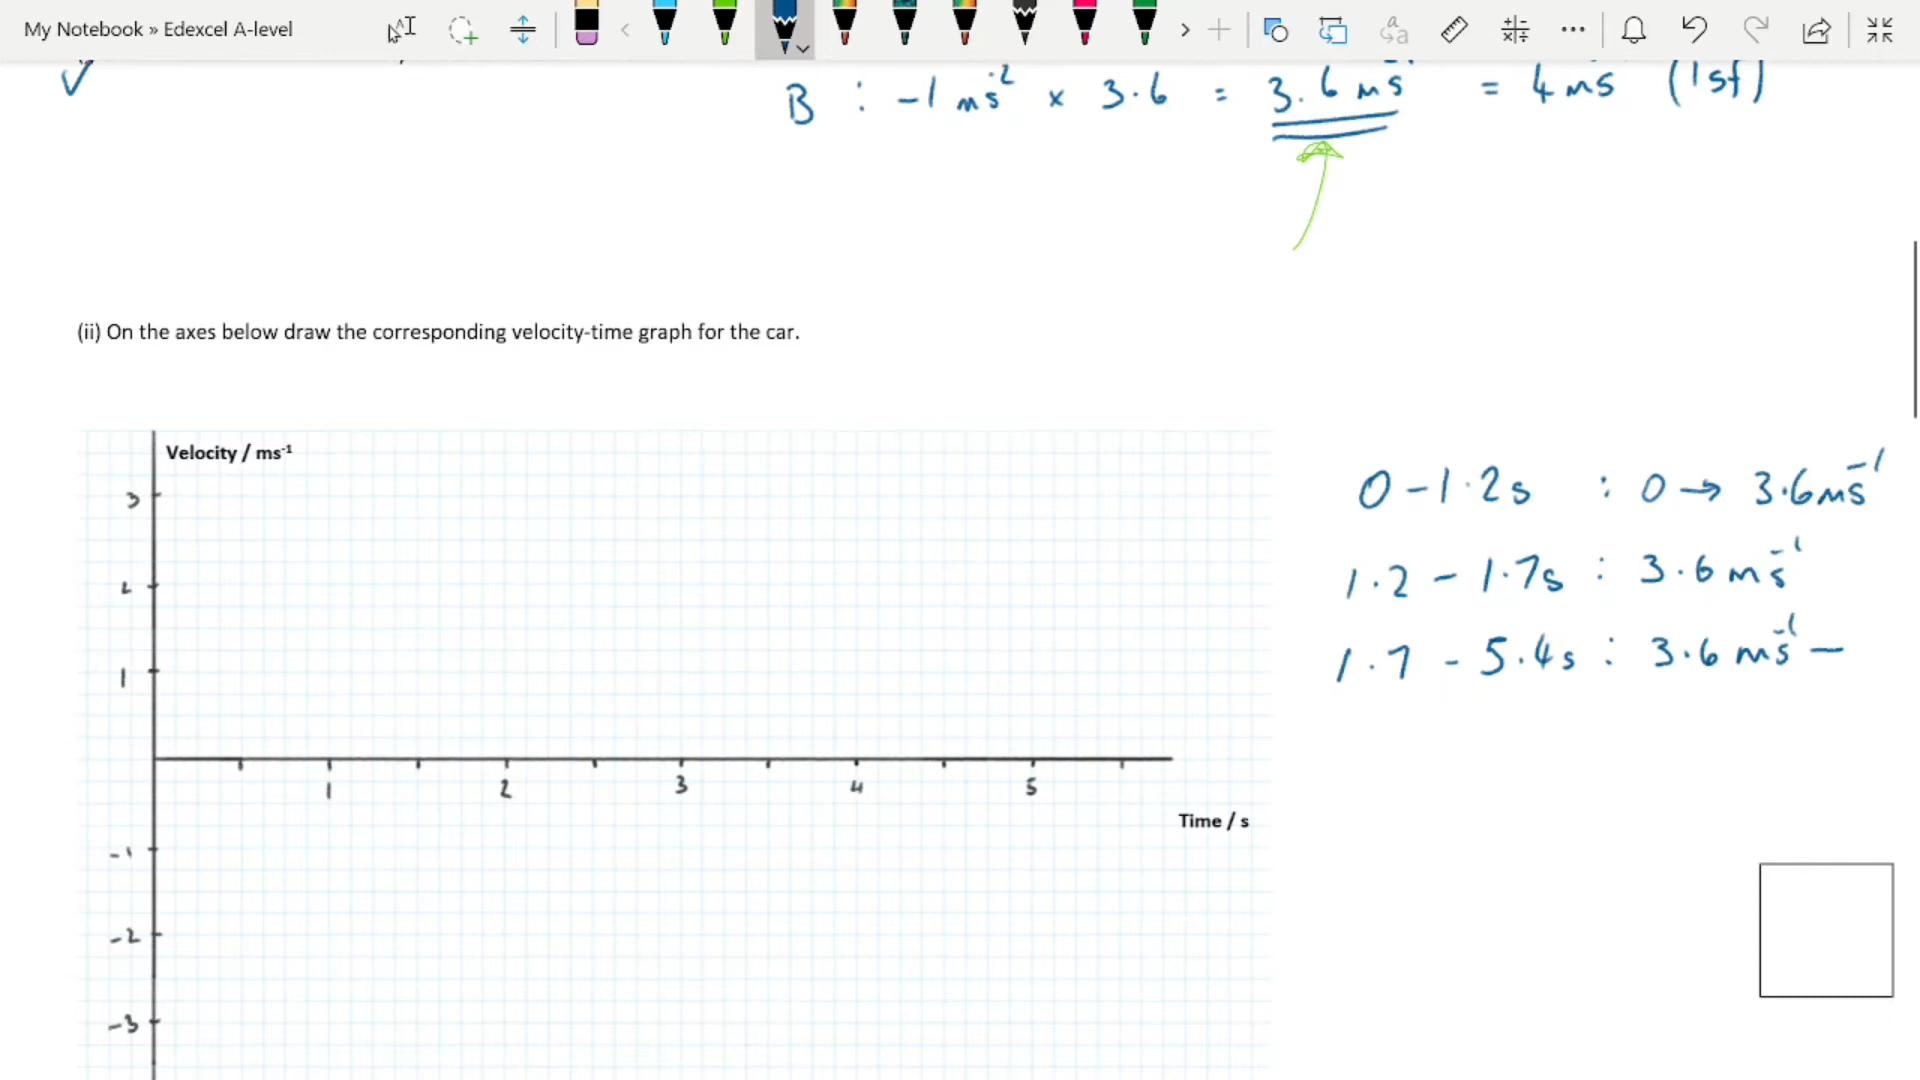 My Notebook » Edexcel A-level
B : -1 ms⁻² × 3.6 = 3.6 ms⁻¹ = 4 ms (1sf)
(ii) On the axes below draw the corresponding velocity-time graph for the car.
Velocity / ms⁻¹
3
2
1
1 2 3 4 5
Time / s
-1
-2
-3
0 - 1.2s : 0 → 3.6ms⁻¹
1.2 - 1.7s : 3.6 ms⁻¹
1.7 - 5.4s : 3.6 ms⁻¹ -